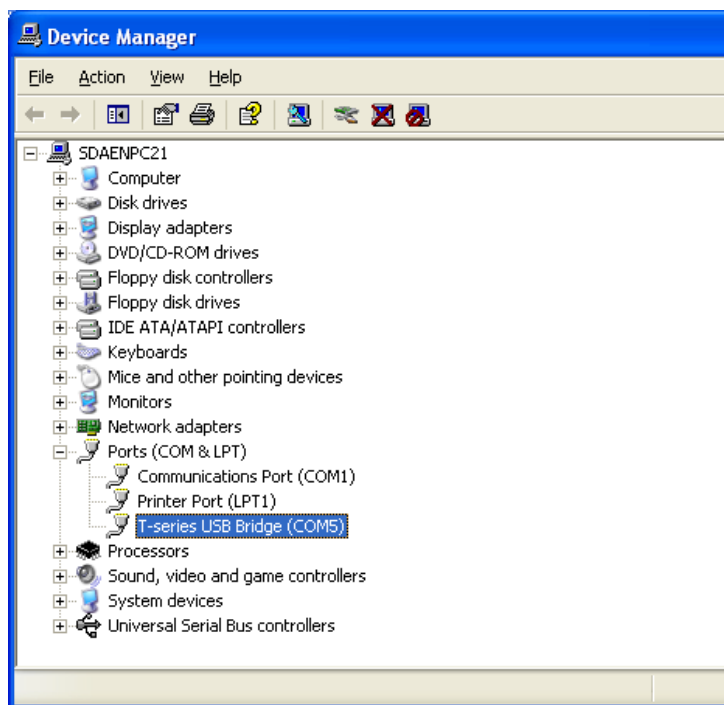 Device Manager
File Action View Help
SDAENPC21
Computer
Disk drives
Display adapters
DVD/CD-ROM drives
Floppy disk controllers
Floppy disk drives
IDE ATA/ATAPI controllers
Keyboards
Mice and other pointing devices
Monitors
Network adapters
Ports (COM & LPT)
Communications Port (COM1)
Printer Port (LPT1)
T-series USB Bridge (COM5)
Processors
Sound, video and game controllers
System devices
Universal Serial Bus controllers